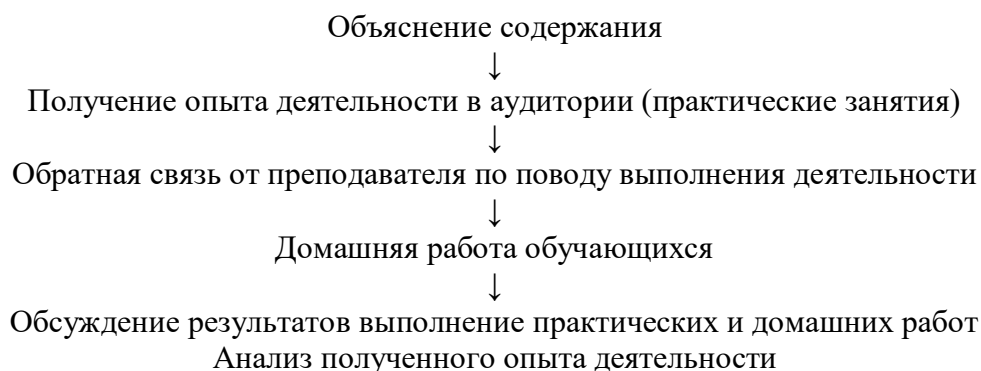 Объяснение содержания
↓
Получение опыта деятельности в аудитории (практические занятия)
↓
Обратная связь от преподавателя по поводу выполнения деятельности
↓
Домашняя работа обучающихся
↓
Обсуждение результатов выполнение практических и домашних работ
Анализ полученного опыта деятельности